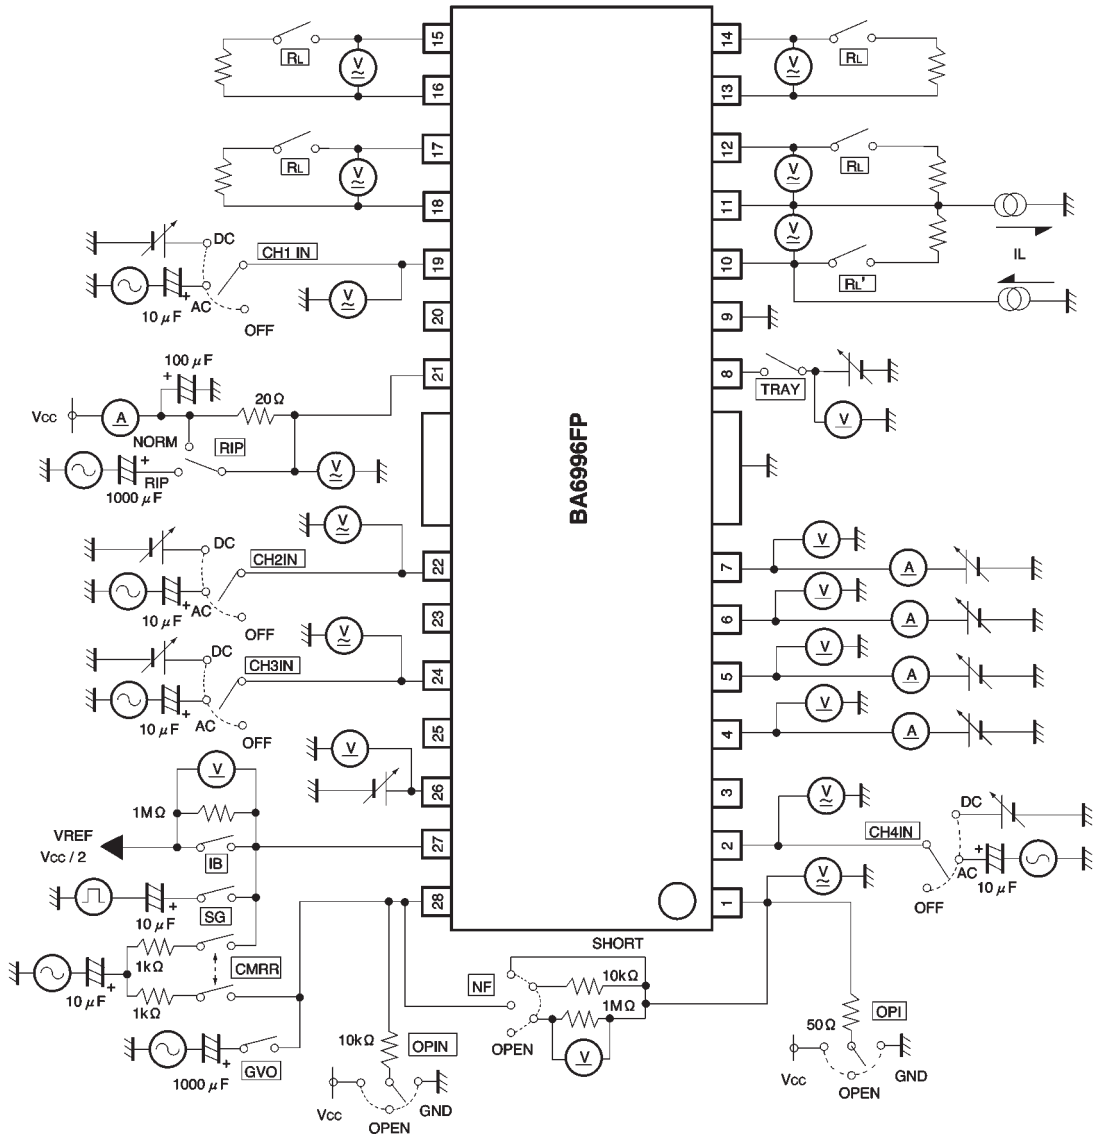 15
RL
V
16
17
RL
V
18
DC
CH1 IN
19
AC
10 μF
OFF
V
20
100 μF
+
21
Vcc
A
20Ω
NORM
RIP
RIP
+
1000 μF
V
V
DC
CH2IN
22
AC
+
10 μF
OFF
23
V
DC
CH3IN
24
AC
+
10 μF
OFF
25
V
26
V
1MΩ
VREF
Vcc / 2
IB
27
SG
+
10 μF
28
1kΩ
CMRR
+
10 μF
1kΩ
GVO
+
1000 μF
10kΩ
OPIN
Vcc
GND
OPEN
BA6996FP
14
RL
V
13
12
RL
V
11
V
IL
10
RL'
9
8
TRAY
V
7
V
A
6
V
A
5
V
A
4
V
A
3
V
DC
CH4IN
2
+
AC
10 μF
OFF
V
1
SHORT
NF
10kΩ
1MΩ
OPEN
V
50Ω
OPI
Vcc
GND
OPEN